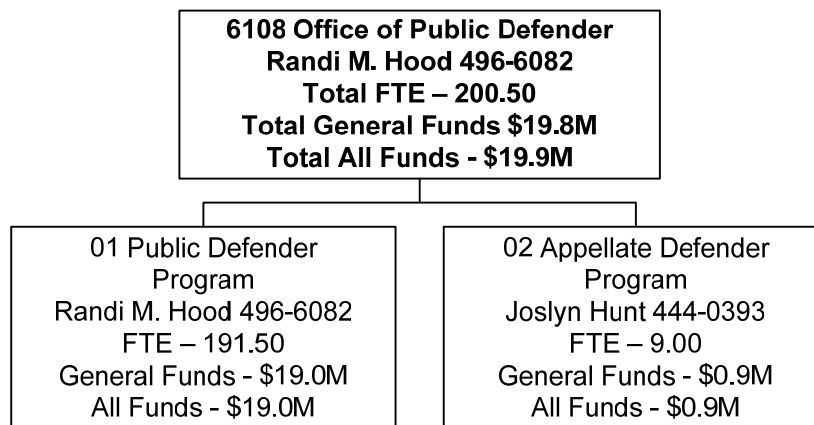 6108 Office of Public Defender
Randi M. Hood 496-6082
Total FTE – 200.50
Total General Funds $19.8M
Total All Funds - $19.9M
01 Public Defender
Program
Randi M. Hood 496-6082
FTE – 191.50
General Funds - $19.0M
All Funds - $19.0M
02 Appellate Defender
Program
Joslyn Hunt 444-0393
FTE – 9.00
General Funds - $0.9M
All Funds - $0.9M